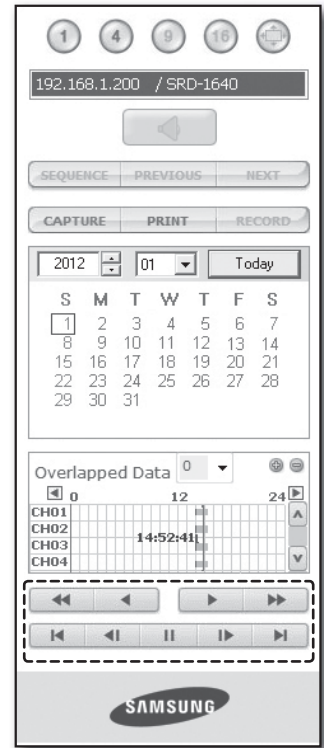 1 4 9 16
192.168.1.200 / SRD-1640
SEQUENCE PREVIOUS NEXT
CAPTURE PRINT RECORD
2012 01 Today
S M T W T F S
1 2 3 4 5 6 7
8 9 10 11 12 13 14
15 16 17 18 19 20 21
22 23 24 25 26 27 28
29 30 31
Overlapped Data 0
0 12 24
CH01
CH02
14:52:41
CH03
CH04
SAMSUNG